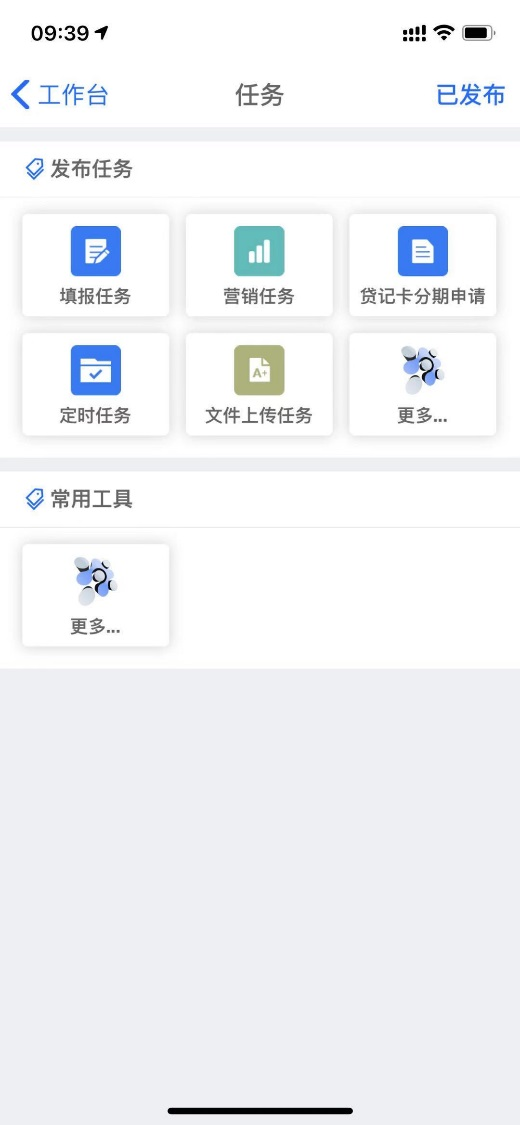 09:39
工作台
任务
已发布
发布任务
填报任务
营销任务
贷记卡分期申请
定时任务
A+
文件上传任务
更多...
常用工具
更多...